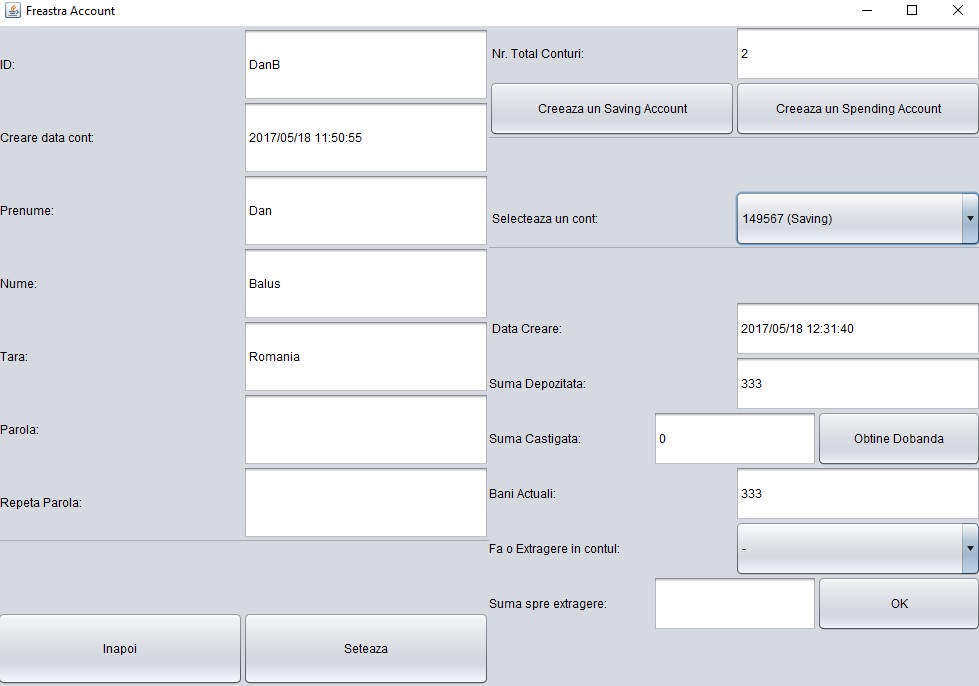 Freastra Account
ID:
DanB
Creare data cont:
2017/05/18 11:50:55
Prenume:
Dan
Nume:
Balus
Tara:
Romania
Parola:
Repeta Parola:
Inapoi
Seteaza
Nr. Total Conturi:
2
Creeaza un Saving Account
Creeaza un Spending Account
Selecteaza un cont:
149567 (Saving)
Data Creare:
2017/05/18 12:31:40
Suma Depozitata:
333
Suma Castigata:
0
Obtine Dobanda
Bani Actuali:
333
Fa o Extragere in contul:
-
Suma spre extragere:
OK